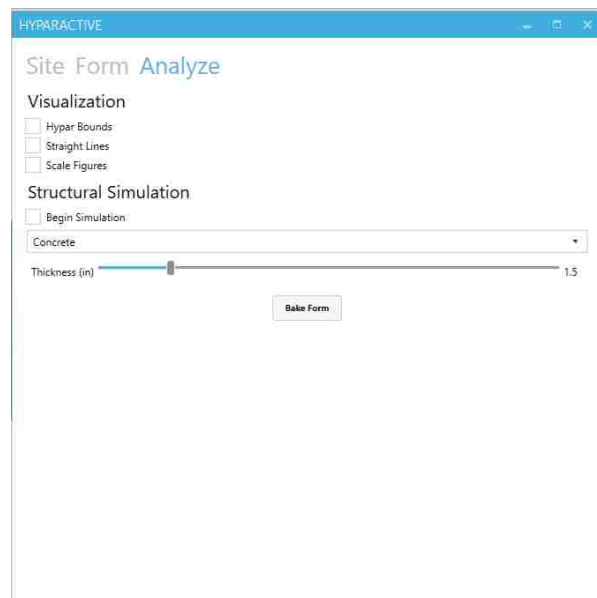 HYPARACTIVE
Site Form Analyze
Visualization
Hypar Bounds
Straight Lines
Scale Figures
Structural Simulation
Begin Simulation
Concrete
Thickness (in) 1.5
Bake Form